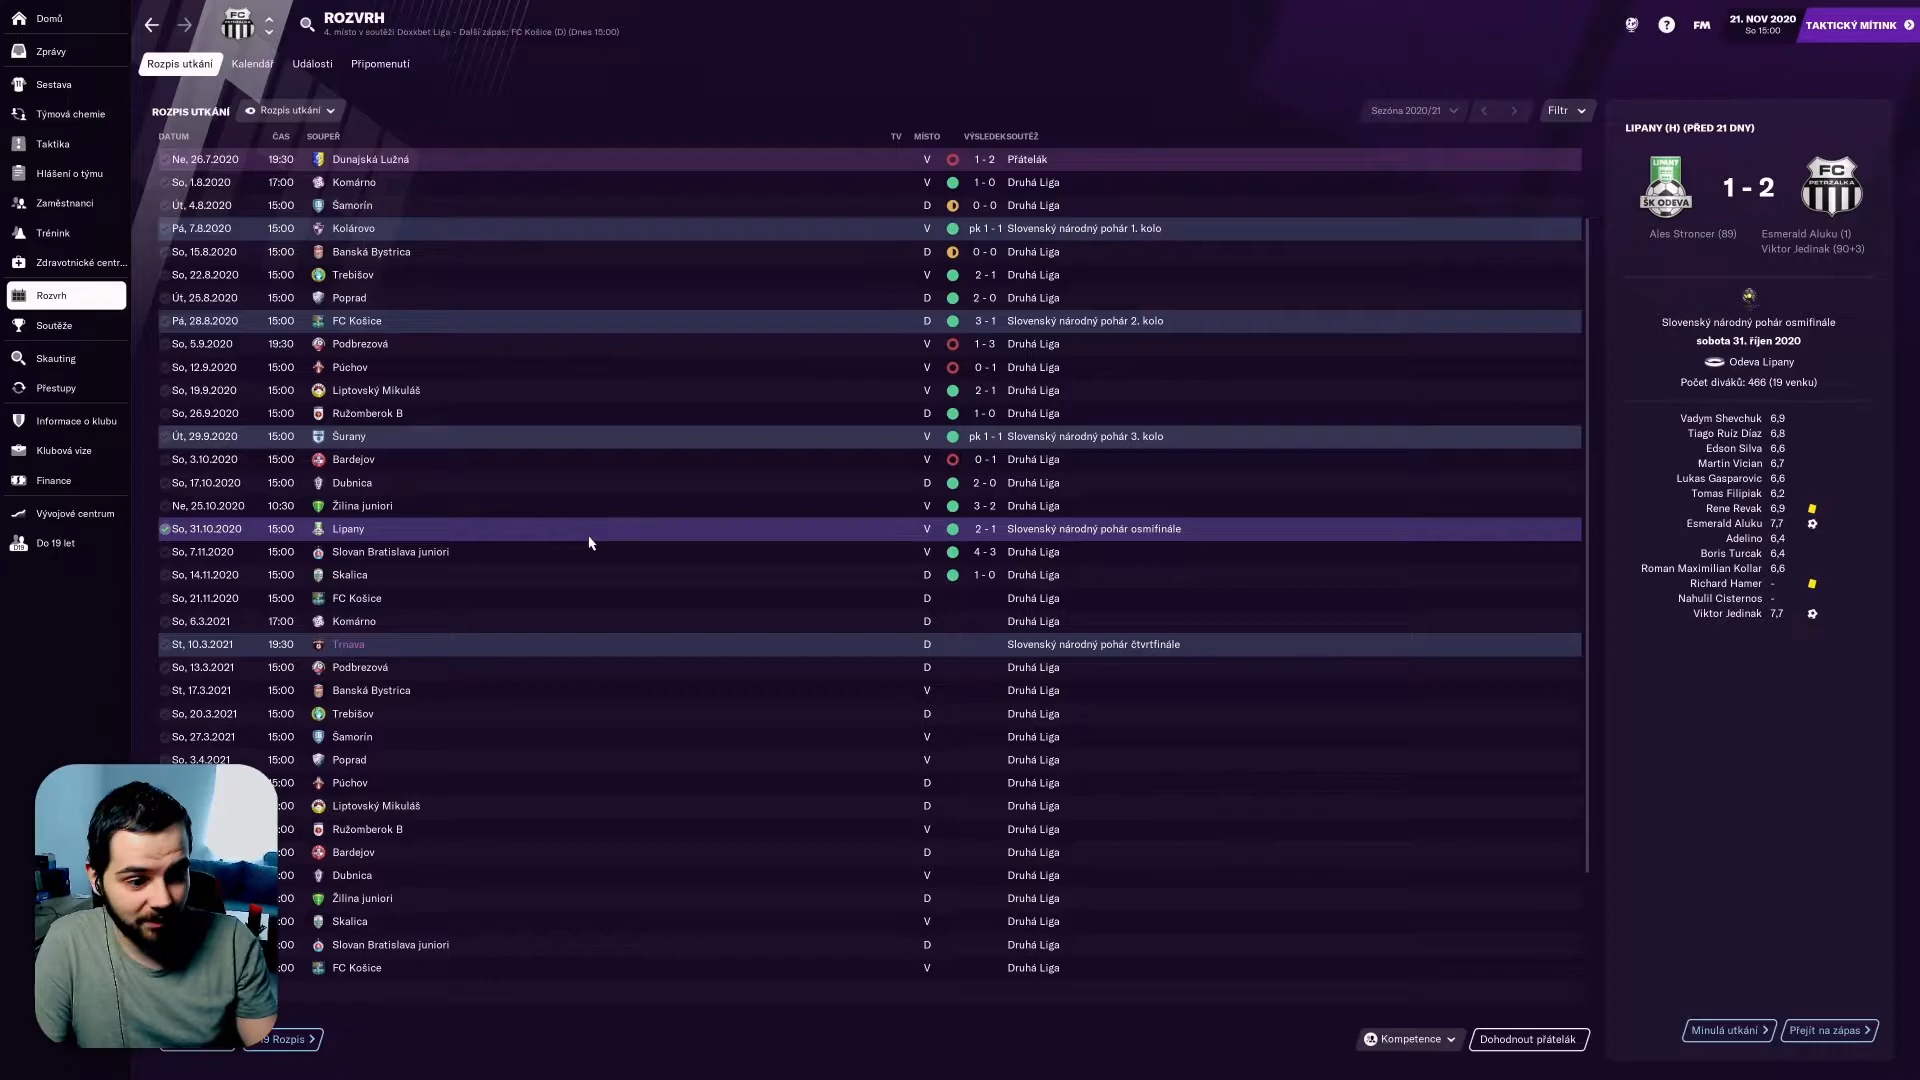 Domů
Zprávy
Sestava
Týmová chemie
Taktika
Hlášení o týmu
Zaměstnanci
Trénink
Zdravotnické centr...
Rozvrh
Soutěže
Skauting
Přestupy
Informace o klubu
Klubová vize
Finance
Vývojové centrum
Do 19 let
FC
PETRŽALKA
ROZVRH
4. místo v soutěži Doxxbet Liga - Další zápas: FC Košice (D) (Dnes 15:00)
FM
21. NOV 2020
So 15:00
TAKTICKÝ MÍTINK
Rozpis utkání Kalendář Události Připomenutí
ROZPIS UTKÁNÍ Rozpis utkání Sezóna 2020/21 Filtr
DATUM ČAS SOUPEŘ TV MÍSTO VÝSLEDEK SOUTĚŽ
Ne, 26.7.2020 19:30 Dunajská Lužná V 1 - 2 Přátelák
So, 1.8.2020 17:00 Komárno V 1 - 0 Druhá Liga
Út, 4.8.2020 15:00 Šamorín D 0 - 0 Druhá Liga
Pá, 7.8.2020 15:00 Kolárovo V pk 1 - 1 Slovenský národný pohár 1. kolo
So, 15.8.2020 15:00 Banská Bystrica D 0 - 0 Druhá Liga
So, 22.8.2020 15:00 Trebišov V 2 - 1 Druhá Liga
Út, 25.8.2020 15:00 Poprad D 2 - 0 Druhá Liga
Pá, 28.8.2020 15:00 FC Košice D 3 - 1 Slovenský národný pohár 2. kolo
So, 5.9.2020 19:30 Podbrezová V 1 - 3 Druhá Liga
So, 12.9.2020 15:00 Púchov V 0 - 1 Druhá Liga
So, 19.9.2020 15:00 Liptovský Mikuláš V 2 - 1 Druhá Liga
So, 26.9.2020 15:00 Ružomberok B D 1 - 0 Druhá Liga
Út, 29.9.2020 15:00 Šurany V pk 1 - 1 Slovenský národný pohár 3. kolo
So, 3.10.2020 15:00 Bardejov V 0 - 1 Druhá Liga
So, 17.10.2020 15:00 Dubnica D 2 - 0 Druhá Liga
Ne, 25.10.2020 10:30 Žilina juniori V 3 - 2 Druhá Liga
So, 31.10.2020 15:00 Lipany V 2 - 1 Slovenský národný pohár osmifinále
So, 7.11.2020 15:00 Slovan Bratislava juniori V 4 - 3 Druhá Liga
So, 14.11.2020 15:00 Skalica D 1 - 0 Druhá Liga
So, 21.11.2020 15:00 FC Košice D Druhá Liga
So, 6.3.2021 17:00 Komárno D Druhá Liga
St, 10.3.2021 19:30 Trnava D Slovenský národný pohár čtvrtfinále
So, 13.3.2021 15:00 Podbrezová D Druhá Liga
St, 17.3.2021 15:00 Banská Bystrica V Druhá Liga
So, 20.3.2021 15:00 Trebišov D Druhá Liga
So, 27.3.2021 15:00 Šamorín V Druhá Liga
So, 3.4.2021 15:00 Poprad V Druhá Liga
5:00 Púchov D Druhá Liga
:00 Liptovský Mikuláš D Druhá Liga
:00 Ružomberok B V Druhá Liga
:00 Bardejov D Druhá Liga
:00 Dubnica V Druhá Liga
:00 Žilina juniori D Druhá Liga
:00 Skalica V Druhá Liga
:00 Slovan Bratislava juniori D Druhá Liga
:00 FC Košice V Druhá Liga
9 Rozpis
Kompetence
Dohodnout přátelák
LIPANY (H) (PŘED 21 DNY)
LIPANY
ŠK ODEVA
1 - 2
FC
PETRŽALKA
Ales Stroncer (89)
Esmerald Aluku (1)
Viktor Jedinak (90+3)
Slovenský národný pohár osmifinále
sobota 31. říjen 2020
Odeva Lipany
Počet diváků: 466 (19 venku)
Vadym Shevchuk 6,9
Tiago Ruíz Díaz 6,8
Edson Silva 6,6
Martin Vician 6,7
Lukas Gasparovic 6,6
Tomas Filipiak 6,2
Rene Revak 6,9
Esmerald Aluku 7,7
Adelino 6,4
Boris Turcak 6,4
Roman Maximilian Kollar 6,6
Richard Hamer -
Nahulil Cisternos -
Viktor Jedinak 7,7
Minulá utkání
Přejít na zápas